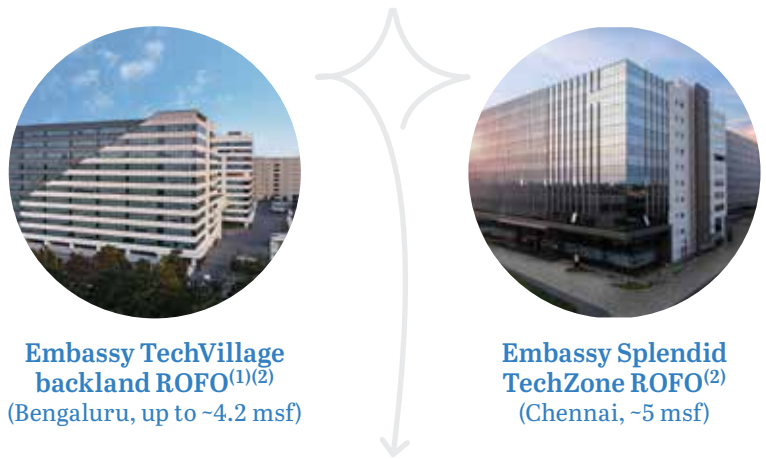 Embassy TechVillage
backland ROFO(1)(2)
(Bengaluru, up to ~4.2 msf)
Embassy Splendid
TechZone ROFO(2)
(Chennai, ~5 msf)